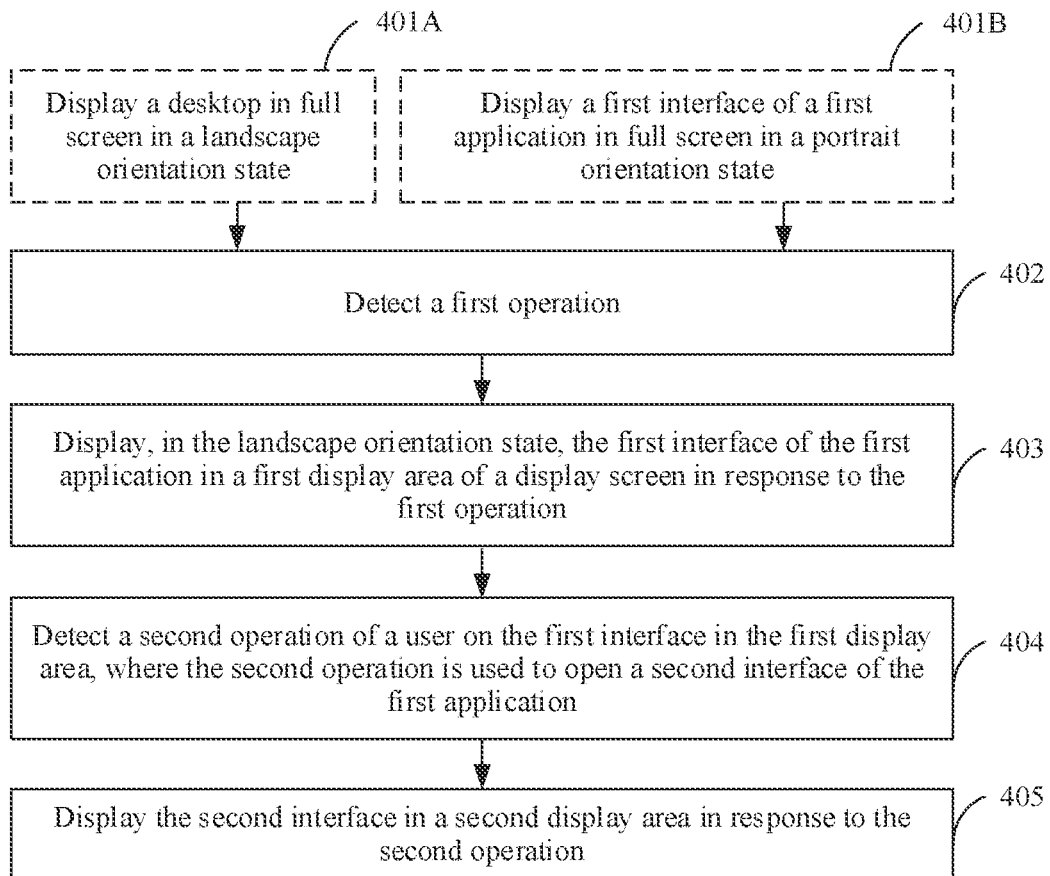 401A
401B
Display a desktop in full
screen in a landscape
orientation state
Display a first interface of a first
application in full screen in a portrait
orientation state
402
Detect a first operation
Display, in the landscape orientation state, the first interface of the first
application in a first display area of a display screen in response to the
first operation
403
Detect a second operation of a user on the first interface in the first display
area, where the second operation is used to open a second interface of the
first application
404
Display the second interface in a second display area in response to the
second operation
405